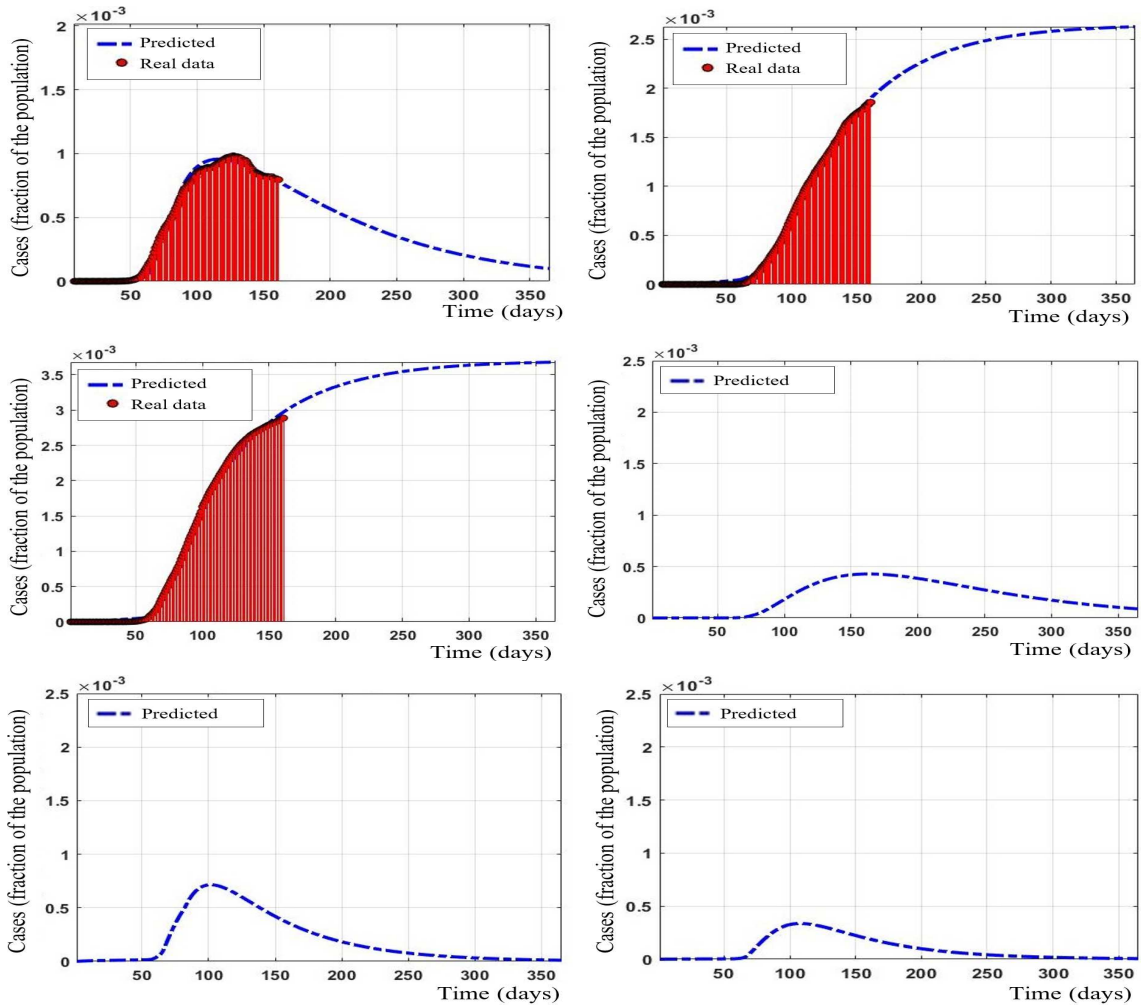 ×10⁻³
2
1.5
1
0.5
0
Cases (fraction of the population)
Predicted
Real data
50 100 150 200 250 300 350
Time (days)
×10⁻³
2.5
2
1.5
1
0.5
0
Cases (fraction of the population)
Predicted
Real data
50 100 150 200 250 300 350
Time (days)
×10⁻³
3.5
3
2.5
2
1.5
1
0.5
0
Cases (fraction of the population)
Predicted
Real data
50 100 150 200 250 300 350
Time (days)
×10⁻³
2.5
2
1.5
1
0.5
0
Cases (fraction of the population)
Predicted
50 100 150 200 250 300 350
Time (days)
×10⁻³
2.5
2
1.5
1
0.5
0
Cases (fraction of the population)
Predicted
50 100 150 200 250 300 350
Time (days)
×10⁻³
2.5
2
1.5
1
0.5
0
Cases (fraction of the population)
Predicted
50 100 150 200 250 300 350
Time (days)